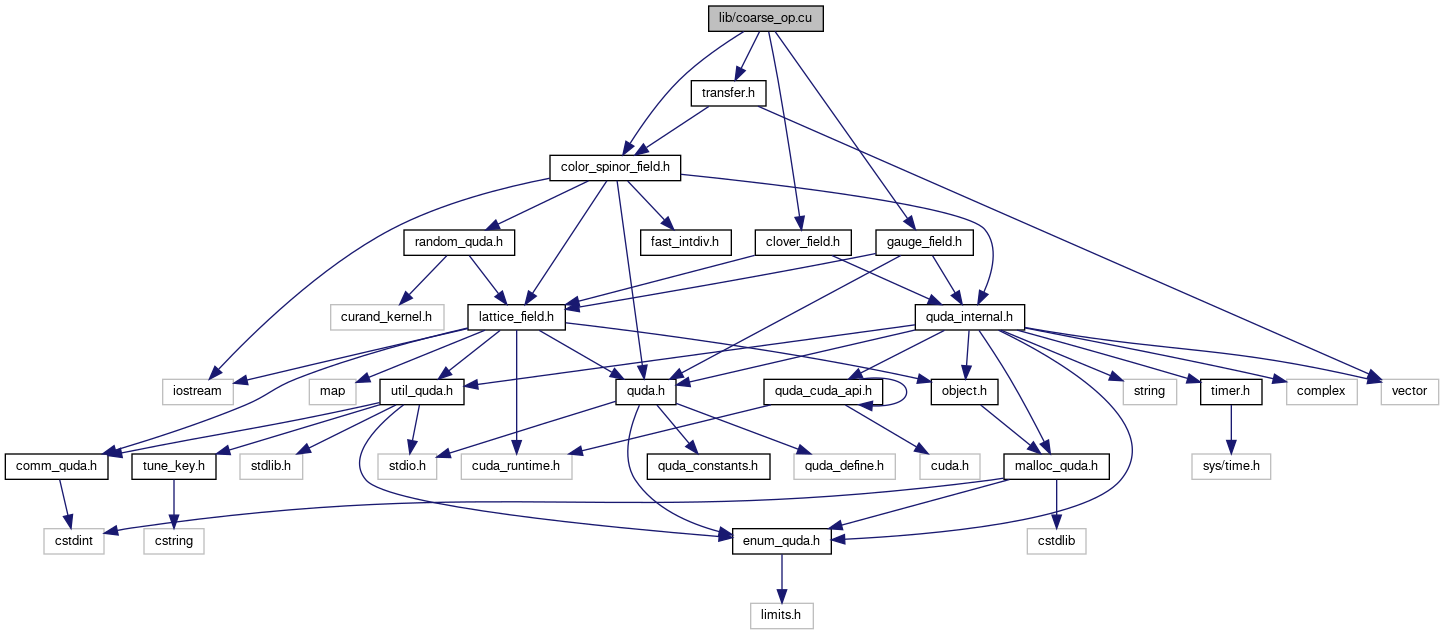 lib/coarse_op.cu
transfer.h
color_spinor_field.h
random_quda.h
fast_intdiv.h
clover_field.h
gauge_field.h
curand_kernel.h
lattice_field.h
quda_internal.h
iostream
map
util_quda.h
quda.h
quda_cuda_api.h
object.h
string
timer.h
complex
vector
comm_quda.h
tune_key.h
stdlib.h
stdio.h
cuda_runtime.h
quda_constants.h
quda_define.h
cuda.h
malloc_quda.h
sys/time.h
cstdint
cstring
enum_quda.h
cstdlib
limits.h